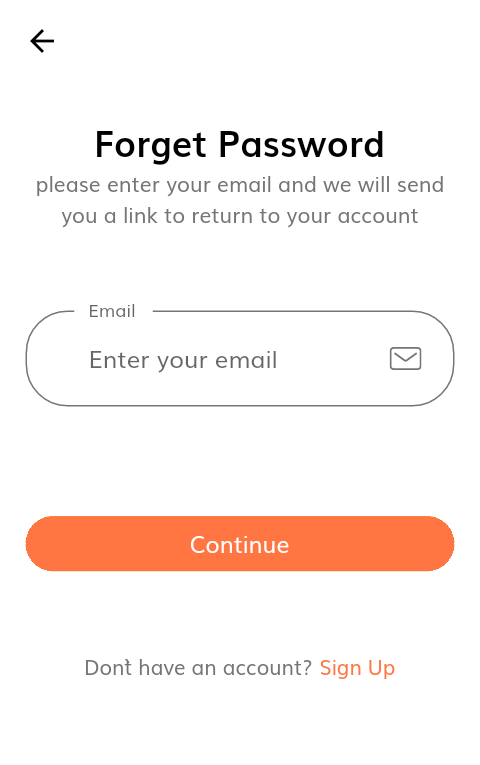 Forget Password
please enter your email and we will send
you a link to return to your account
Email
Enter your email
Continue
Don't have an account? Sign Up